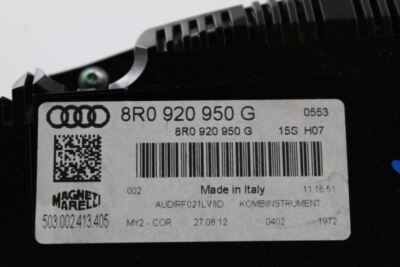 8R0 920 950 G 0553
8R0 920 950 G 15S H07
002 Made in Italy 11:16:51
MAGNETI
MARELLI
AUDIRF021LV8D KOMBIINSTRUMENT
503.002.413.405
MY2 - COR 27.08.12 0402 1972